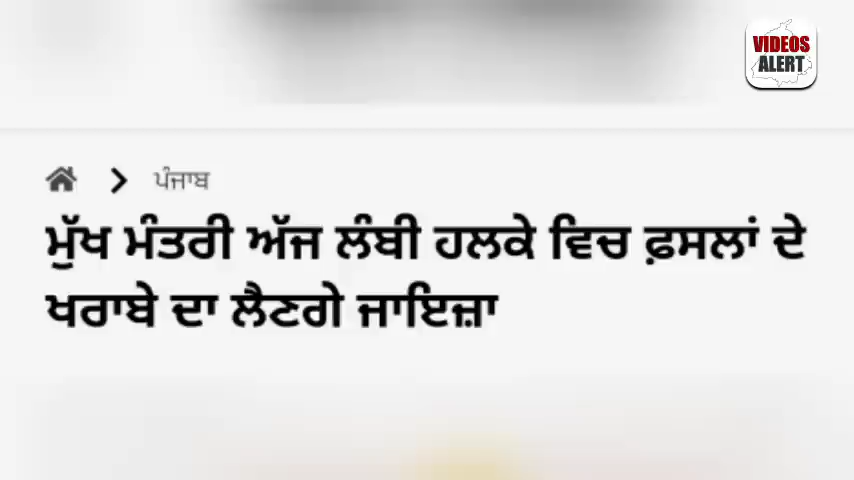 VIDEOS
ALERT
ਪੰਜਾਬ
ਮੁੱਖ ਮੰਤਰੀ ਅੱਜ ਲੰਬੀ ਹਲਕੇ ਵਿਚ ਫ਼ਸਲਾਂ ਦੇ
ਖਰਾਬੇ ਦਾ ਲੈਣਗੇ ਜਾਇਜ਼ਾ